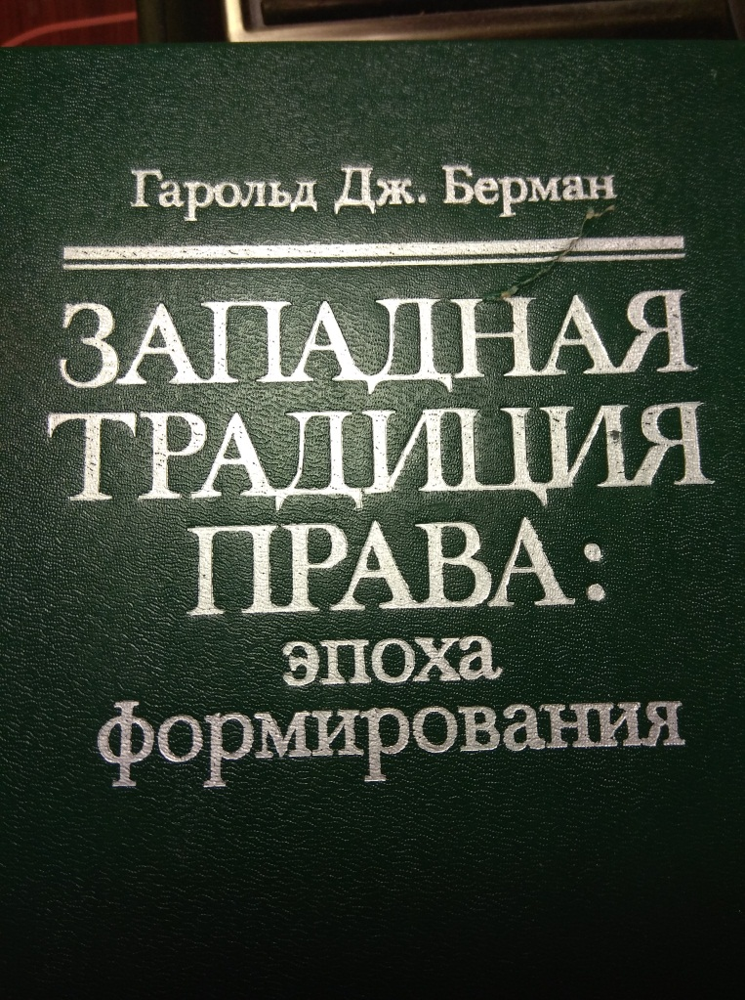 Гарольд Дж. Берман
ЗАПАДНАЯ
ТРАДИЦИЯ
ПРАВА:
эпоха
формирования